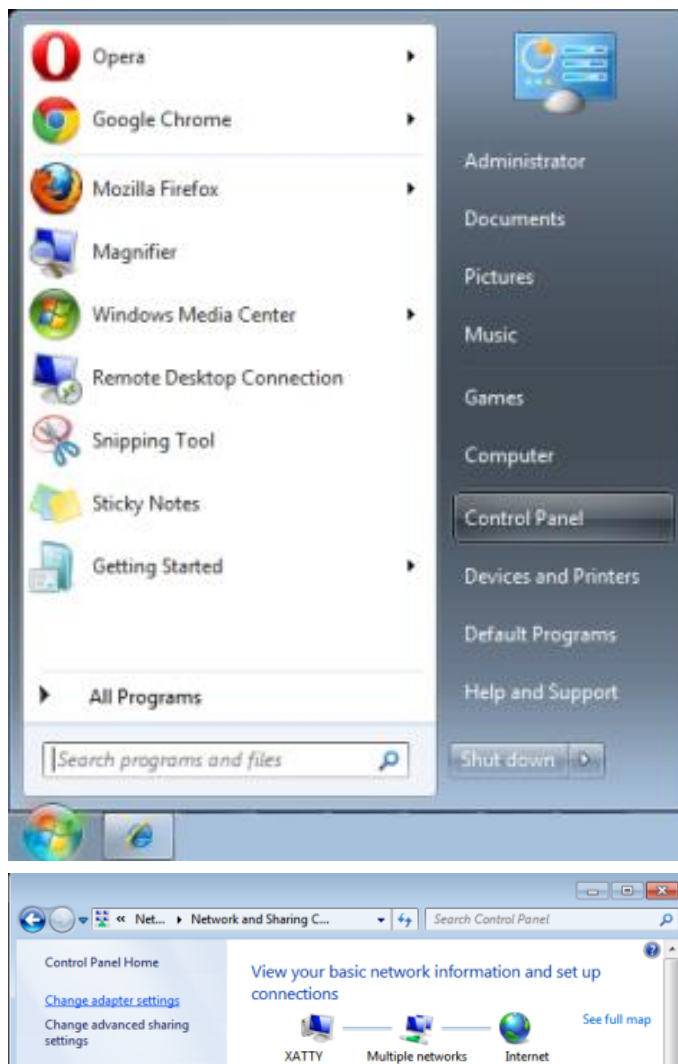 Opera
Google Chrome
Mozilla Firefox
Magnifier
Windows Media Center
Remote Desktop Connection
Snipping Tool
Sticky Notes
Getting Started
All Programs
Search programs and files
Administrator
Documents
Pictures
Music
Games
Computer
Control Panel
Devices and Printers
Default Programs
Help and Support
Shut down
« Net... Network and Sharing C...
Search Control Panel
Control Panel Home
Change adapter settings
Change advanced sharing
settings
View your basic network information and set up
connections
See full map
XATTY Multiple networks Internet